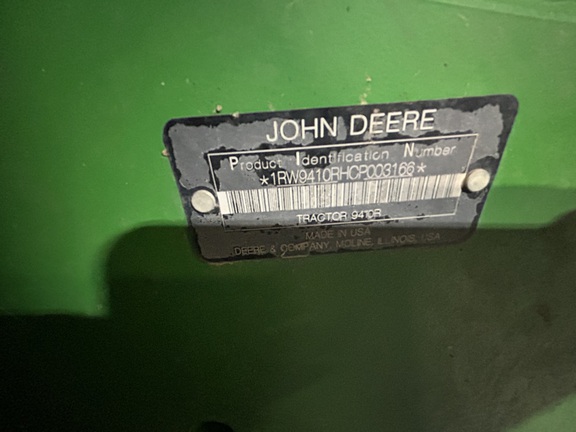 JOHN DEERE
Product Identification Number
*1RW9410RHCP003166*
TRACTOR 9410R
MADE IN USA
DEERE & COMPANY, MOLINE, ILLINOIS, USA